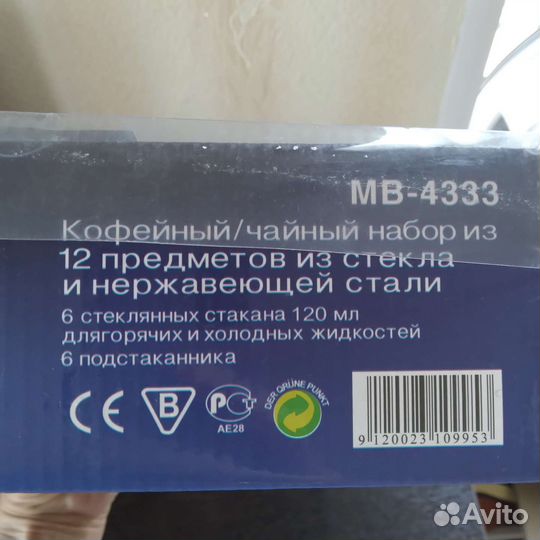 MB-4333
Кофейный/чайный набор из
12 предметов из стекла
и нержавеющей стали
6 стеклянных стакана 120 мл
длягорячих и холодных жидкостей
6 подстаканника
CE B РСТ DER GRÜNE PUNKT
AE28
9 120023 109953
Avito